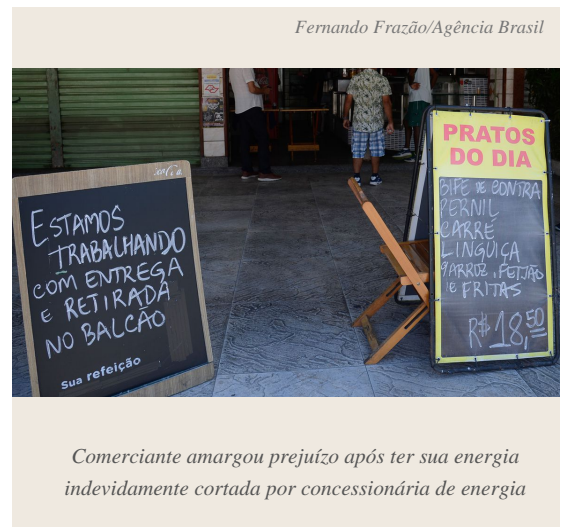 Fernando Frazão/Agência Brasil
ESTAMOS
TRABALHANDO
COM ENTREGA
E RETIRADA
NO BALCÃO
Sua refeição
PRATOS
DO DIA
BIFE DE CONTRA
PERNIL
CARRÉ
LINGUIÇA
ARROZ, FEIJÃO
E FRITAS
R$18,50
Comerciante amargou prejuízo após ter sua energia
indevidamente cortada por concessionária de energia